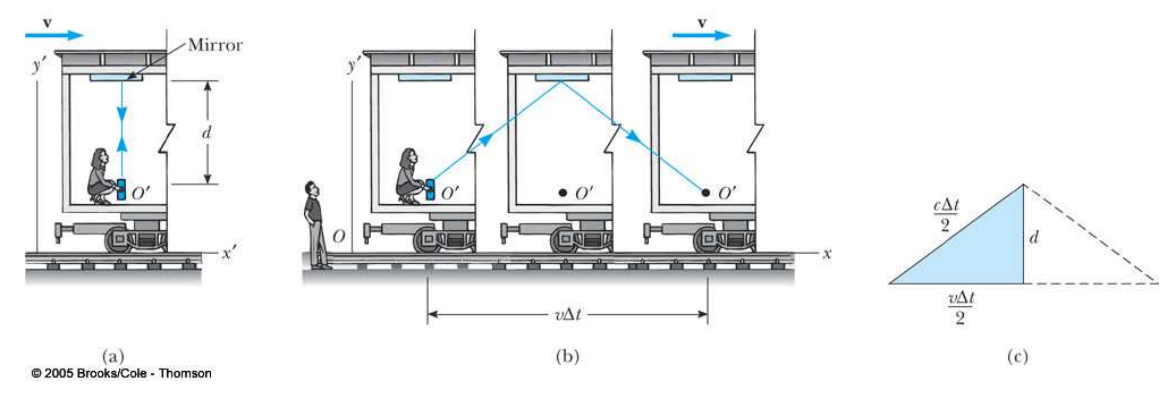 v
y′
Mirror
d
O′
x′
(a)
© 2005 Brooks/Cole - Thomson
v
y′
O′
O′
O′
O
x
vΔt
(b)
cΔt
2
d
vΔt
2
(c)